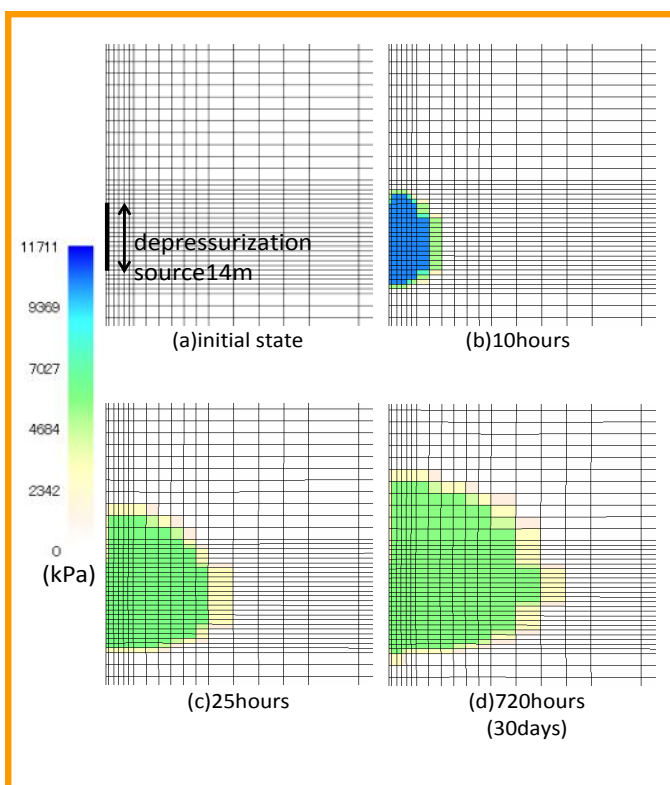 depressurization
source14m
11711
9369
7027
4684
2342
0
(kPa)
(a)initial state
(b)10hours
(c)25hours
(d)720hours
(30days)